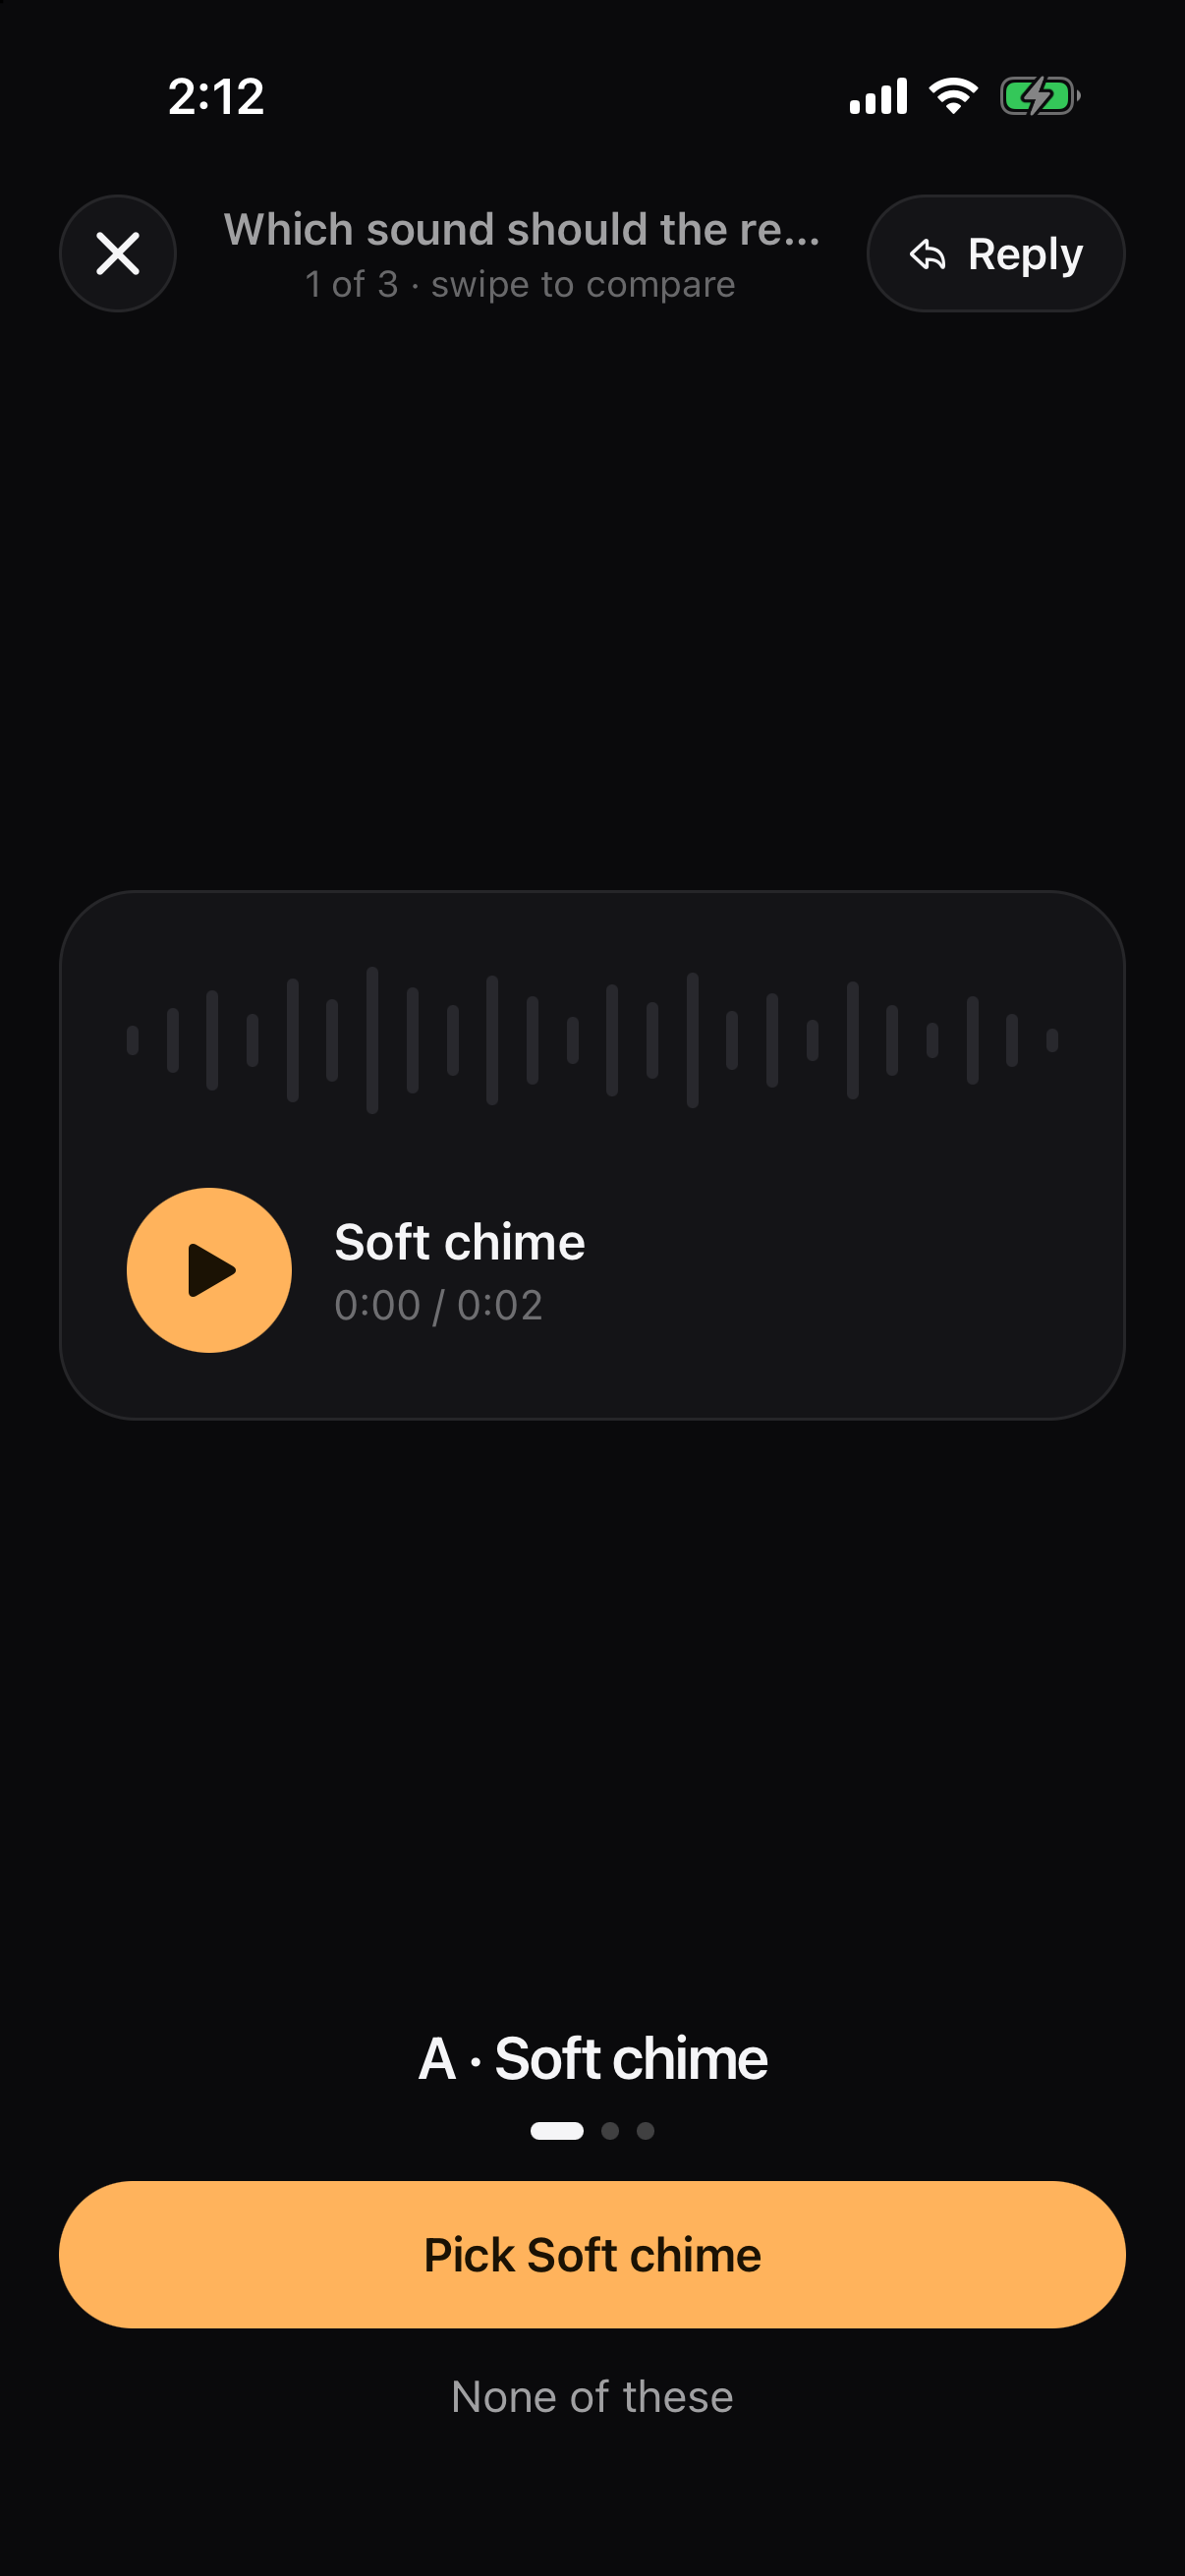 2:12
Which sound should the re...
1 of 3 · swipe to compare
Reply
Soft chime
0:00 / 0:02
A · Soft chime
Pick Soft chime
None of these